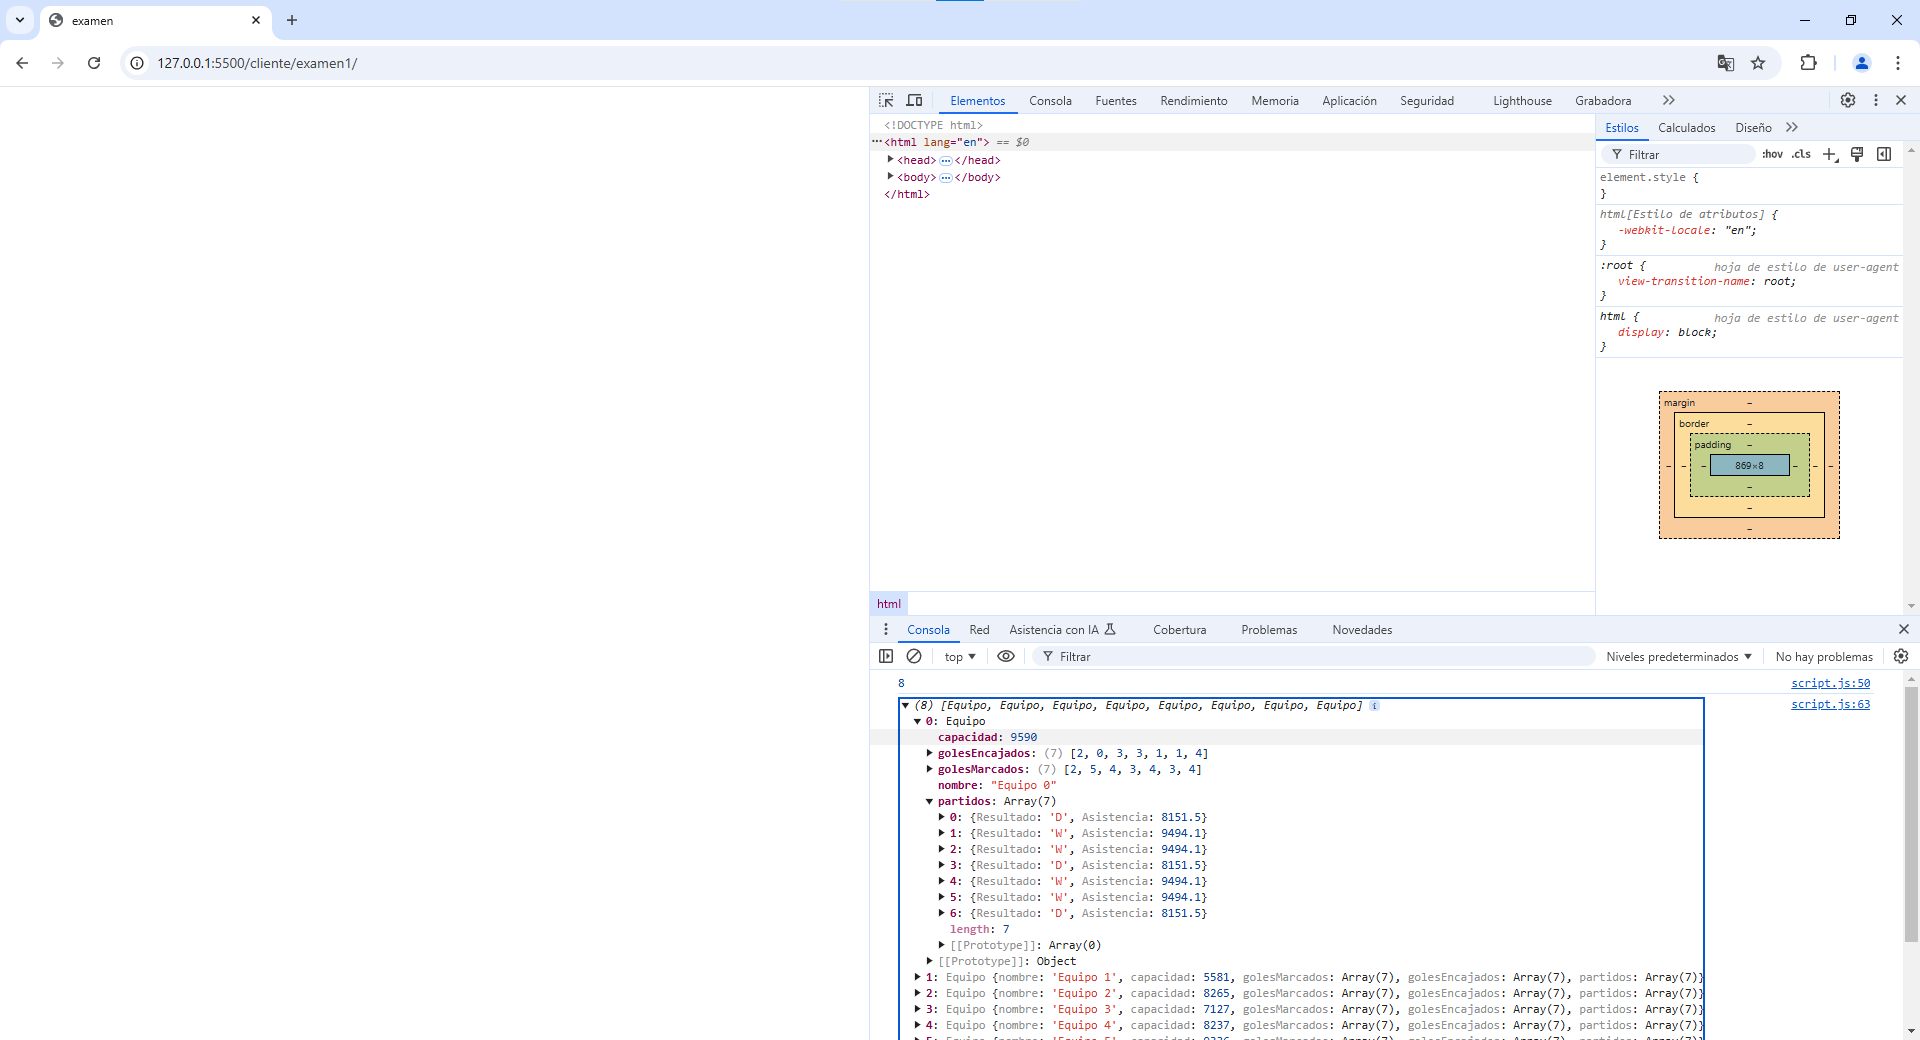 examen
127.0.0.1:5500/cliente/examen1/
Elementos Consola Fuentes Rendimiento Memoria Aplicación Seguridad Lighthouse Grabadora
<!DOCTYPE html>
<html lang="en"> == $0
<head> </head>
<body> </body>
</html>
Estilos Calculados Diseño
Filtrar :hov .cls
element.style {
}
html[Estilo de atributos] {
-webkit-locale: "en";
}
:root { hoja de estilo de user-agent
view-transition-name: root;
}
html { hoja de estilo de user-agent
display: block;
}
margin –
border –
padding –
– – – 869×8 – – –
–
–
–
html
Consola Red Asistencia con IA Cobertura Problemas Novedades
top Filtrar Niveles predeterminados No hay problemas
8 script.js:50
(8) [Equipo, Equipo, Equipo, Equipo, Equipo, Equipo, Equipo, Equipo] i script.js:63
0: Equipo
capacidad: 9590
golesEncajados: (7) [2, 0, 3, 3, 1, 1, 4]
golesMarcados: (7) [2, 5, 4, 3, 4, 3, 4]
nombre: "Equipo 0"
partidos: Array(7)
0: {Resultado: 'D', Asistencia: 8151.5}
1: {Resultado: 'W', Asistencia: 9494.1}
2: {Resultado: 'W', Asistencia: 9494.1}
3: {Resultado: 'D', Asistencia: 8151.5}
4: {Resultado: 'W', Asistencia: 9494.1}
5: {Resultado: 'W', Asistencia: 9494.1}
6: {Resultado: 'D', Asistencia: 8151.5}
length: 7
[[Prototype]]: Array(0)
[[Prototype]]: Object
1: Equipo {nombre: 'Equipo 1', capacidad: 5581, golesMarcados: Array(7), golesEncajados: Array(7), partidos: Array(7)}
2: Equipo {nombre: 'Equipo 2', capacidad: 8265, golesMarcados: Array(7), golesEncajados: Array(7), partidos: Array(7)}
3: Equipo {nombre: 'Equipo 3', capacidad: 7127, golesMarcados: Array(7), golesEncajados: Array(7), partidos: Array(7)}
4: Equipo {nombre: 'Equipo 4', capacidad: 8237, golesMarcados: Array(7), golesEncajados: Array(7), partidos: Array(7)}